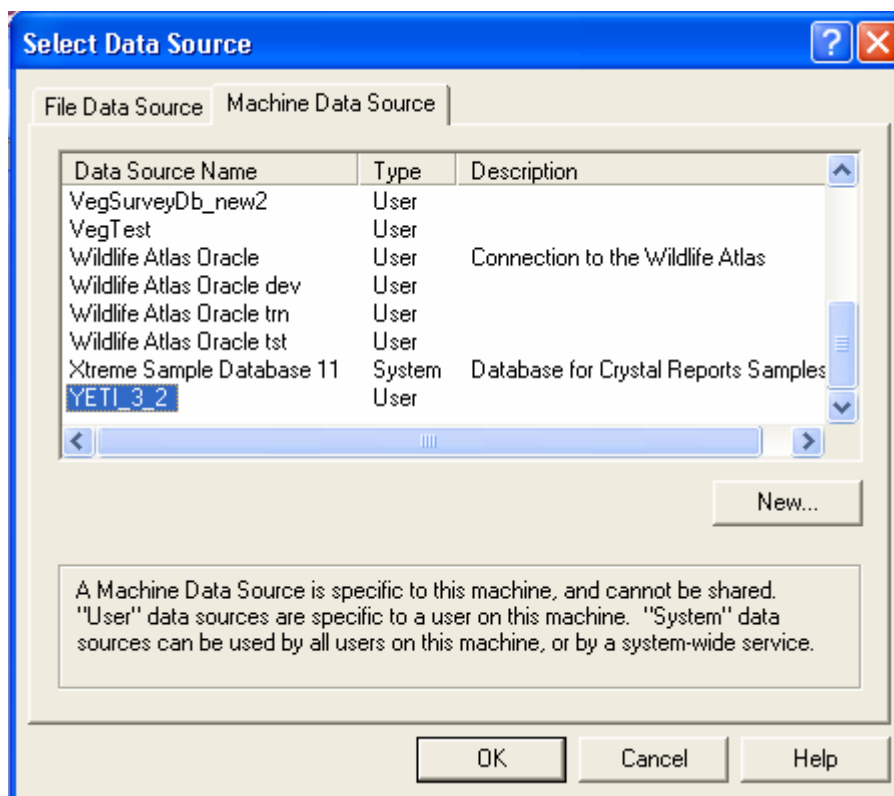 Select Data Source
File Data Source Machine Data Source
Data Source Name Type Description
VegSurveyDb_new2 User
VegTest User
Wildlife Atlas Oracle User Connection to the Wildlife Atlas
Wildlife Atlas Oracle dev User
Wildlife Atlas Oracle trn User
Wildlife Atlas Oracle tst User
Xtreme Sample Database 11 System Database for Crystal Reports Samples
YETI_3_2 User
New...
A Machine Data Source is specific to this machine, and cannot be shared.
"User" data sources are specific to a user on this machine. "System" data
sources can be used by all users on this machine, or by a system-wide service.
OK Cancel Help